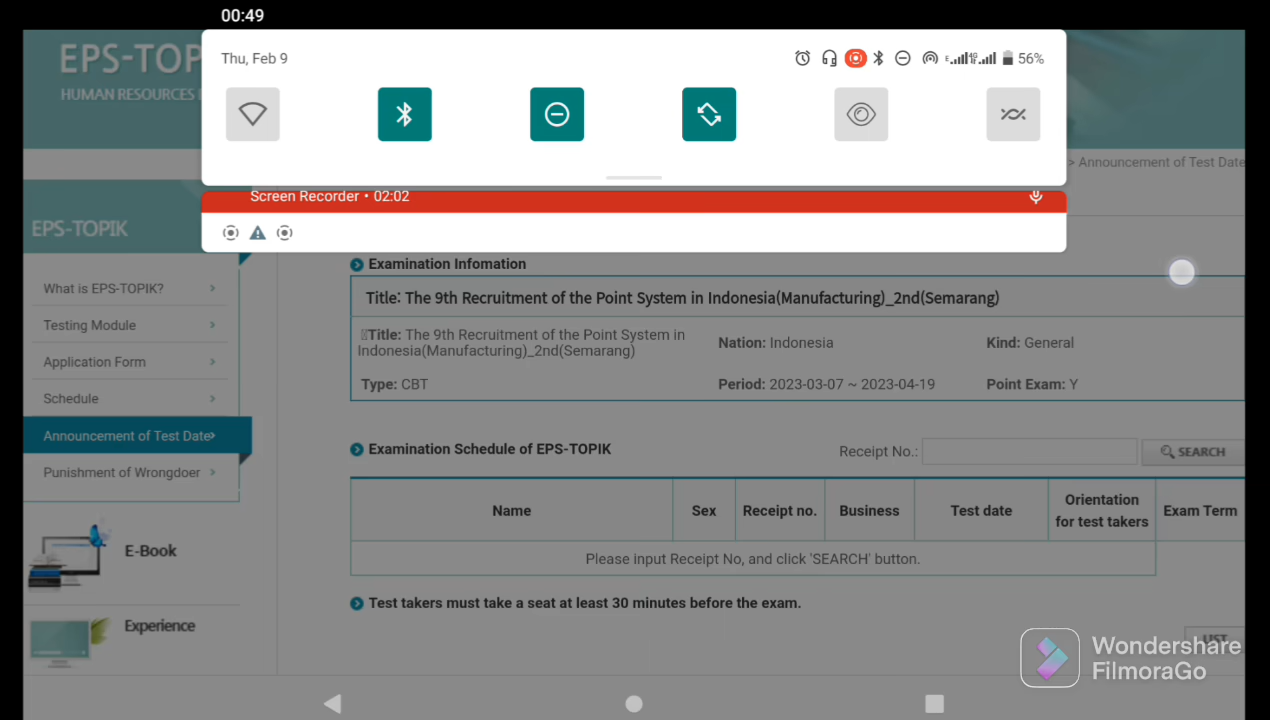 00:49
Thu, Feb 9
56%
EPS-TOP
HUMAN RESOURCES
Screen Recorder • 02:02
> Announcement of Test Date
EPS-TOPIK
What is EPS-TOPIK? >
Testing Module >
Application Form >
Schedule >
Announcement of Test Date>
Punishment of Wrongdoer >
E-Book
Experience
Examination Infomation
Title: The 9th Recruitment of the Point System in Indonesia(Manufacturing)_2nd(Semarang)
Title: The 9th Recruitment of the Point System in
Indonesia(Manufacturing)_2nd(Semarang)
Nation: Indonesia
Kind: General
Type: CBT
Period: 2023-03-07 ~ 2023-04-19
Point Exam: Y
Examination Schedule of EPS-TOPIK
Receipt No.:
SEARCH
Name
Sex
Receipt no.
Business
Test date
Orientation
for test takers
Exam Term
Please input Receipt No, and click 'SEARCH' button.
Test takers must take a seat at least 30 minutes before the exam.
LIST
Wondershare
FilmoraGo